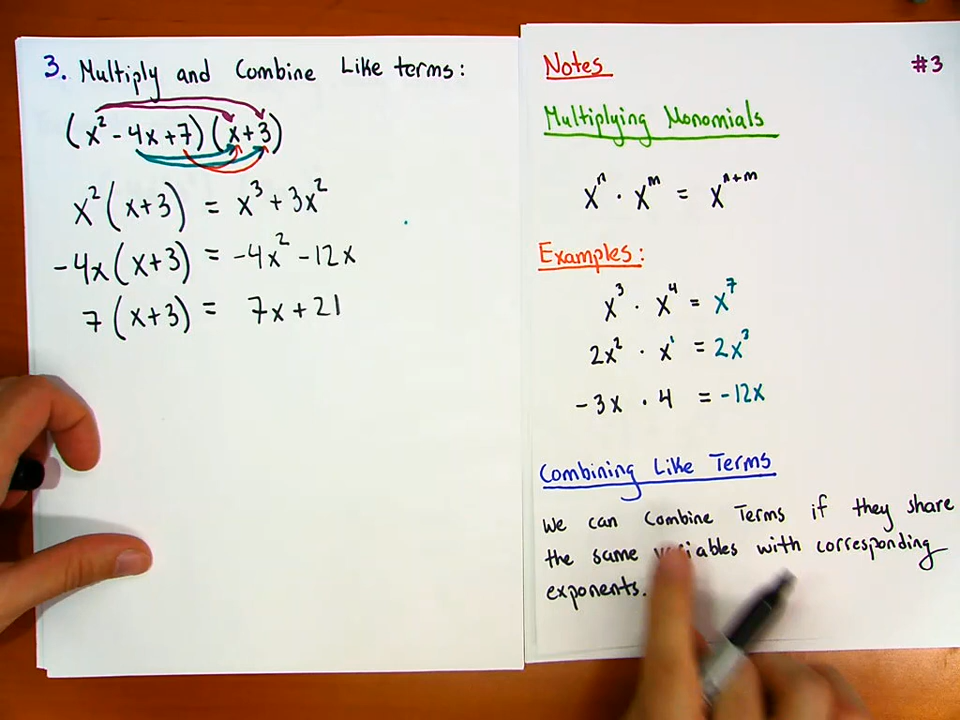 3. Multiply and Combine Like terms:
(x² - 4x + 7)(x + 3)
x²(x+3) = x³ + 3x²
-4x(x+3) = -4x² - 12x
7(x+3) = 7x + 21
Notes #3
Multiplying Monomials
xⁿ · xᵐ = xⁿ⁺ᵐ
Examples:
x³ · x⁴ = x⁷
2x² · x¹ = 2x³
-3x · 4 = -12x
Combining Like Terms
We can Combine Terms if they share
the same variables with corresponding
exponents.